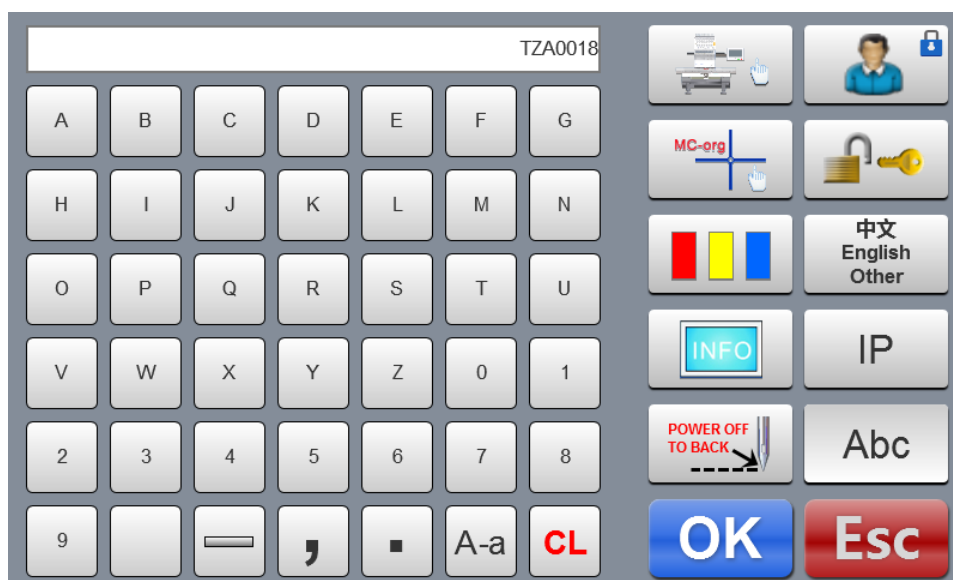 TZA0018
A B C D E F G
H I J K L M N
O P Q R S T U
V W X Y Z 0 1
2 3 4 5 6 7 8
9 , . A-a CL
MC-org
中文
English
Other
INFO
IP
POWER OFF
TO BACK
Abc
OK
Esc